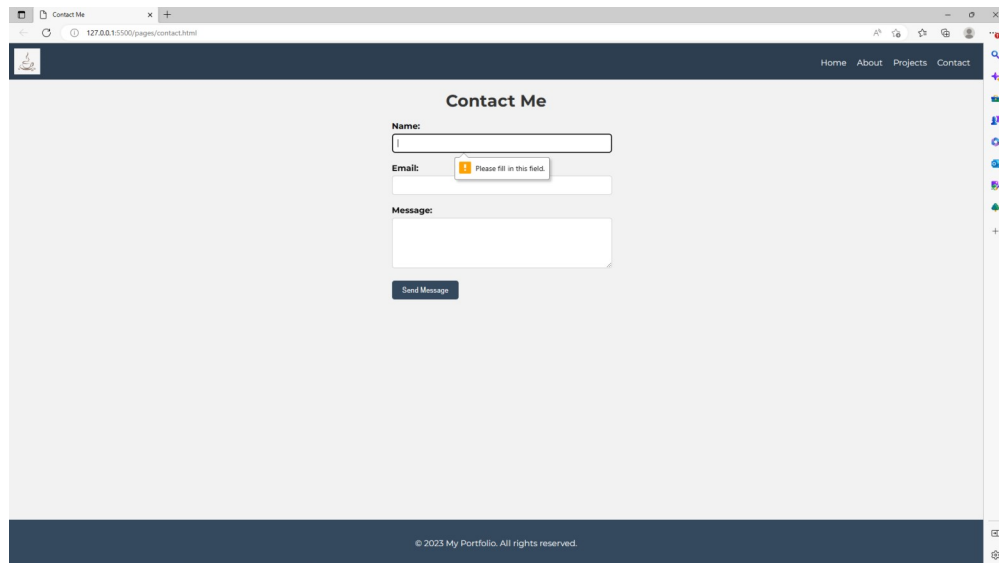 Contact Me
127.0.0.1:5500/pages/contact.html
Home About Projects Contact
Contact Me
Name:
Please fill in this field.
Email:
Message:
Send Message
© 2023 My Portfolio. All rights reserved.